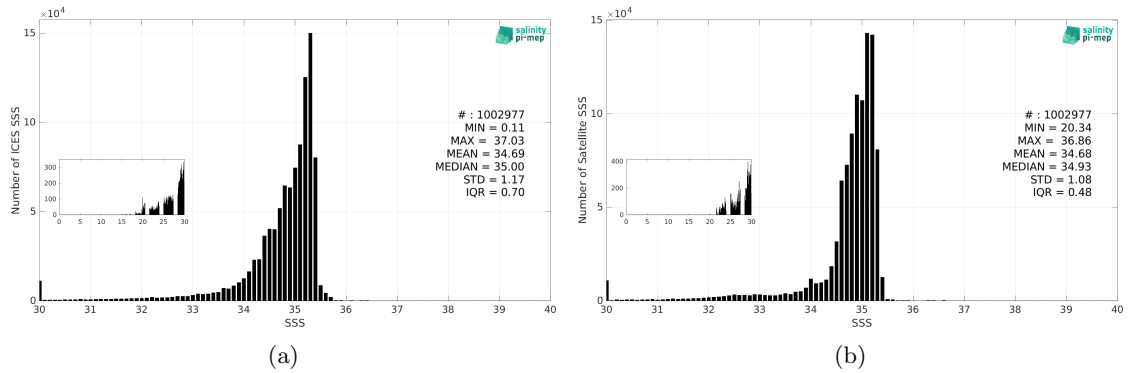 ×10⁴
15
10
5
0
Number of ICES SSS
salinity
pi-mep
# : 1002977
MIN = 0.11
MAX = 37.03
MEAN = 34.69
MEDIAN = 35.00
STD = 1.17
IQR = 0.70
300
200
100
0
0 5 10 15 20 25 30
30 31 32 33 34 35 36 37 38 39 40
SSS
(a)
×10⁴
15
10
5
0
Number of Satellite SSS
salinity
pi-mep
# : 1002977
MIN = 20.34
MAX = 36.86
MEAN = 34.68
MEDIAN = 34.93
STD = 1.08
IQR = 0.48
400
200
0
0 5 10 15 20 25 30
30 31 32 33 34 35 36 37 38 39 40
SSS
(b)